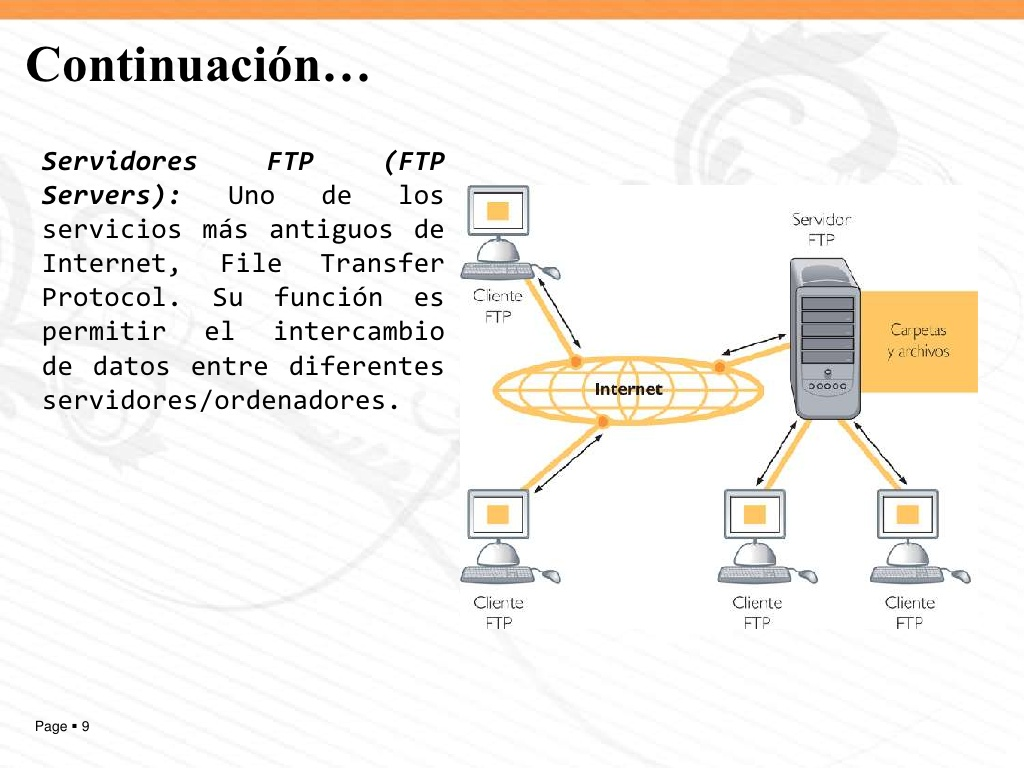 Continuación…
Servidores FTP (FTP
Servers): Uno de los
servicios más antiguos de
Internet, File Transfer
Protocol. Su función es
permitir el intercambio
de datos entre diferentes
servidores/ordenadores.
Cliente
FTP
Servidor
FTP
Carpetas
y archivos
Internet
Cliente
FTP
Cliente
FTP
Cliente
FTP
Page ▪ 9